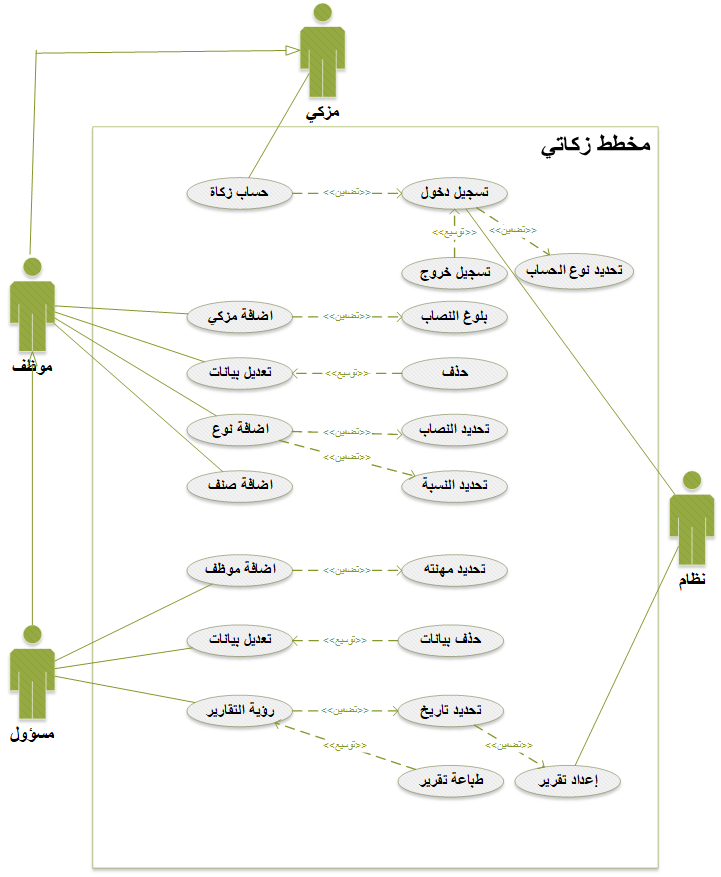 مزكي
مخطط زكاتي
حساب زكاة
<<تضمين>>
تسجيل دخول
<<توسيع>>
<<تضمين>>
تسجيل خروج
تحديد نوع الحساب
موظف
اضافة مزكي
<<تضمين>>
بلوغ النصاب
تعديل بيانات
<<توسيع>>
حذف
اضافة نوع
<<تضمين>>
تحديد النصاب
<<تضمين>>
اضافة صنف
تحديد النسبة
نظام
اضافة موظف
<<تضمين>>
تحديد مهنته
تعديل بيانات
<<توسيع>>
حذف بيانات
مسؤول
رؤية التقارير
<<تضمين>>
تحديد تاريخ
<<توسيع>>
<<تضمين>>
طباعة تقرير
إعداد تقرير